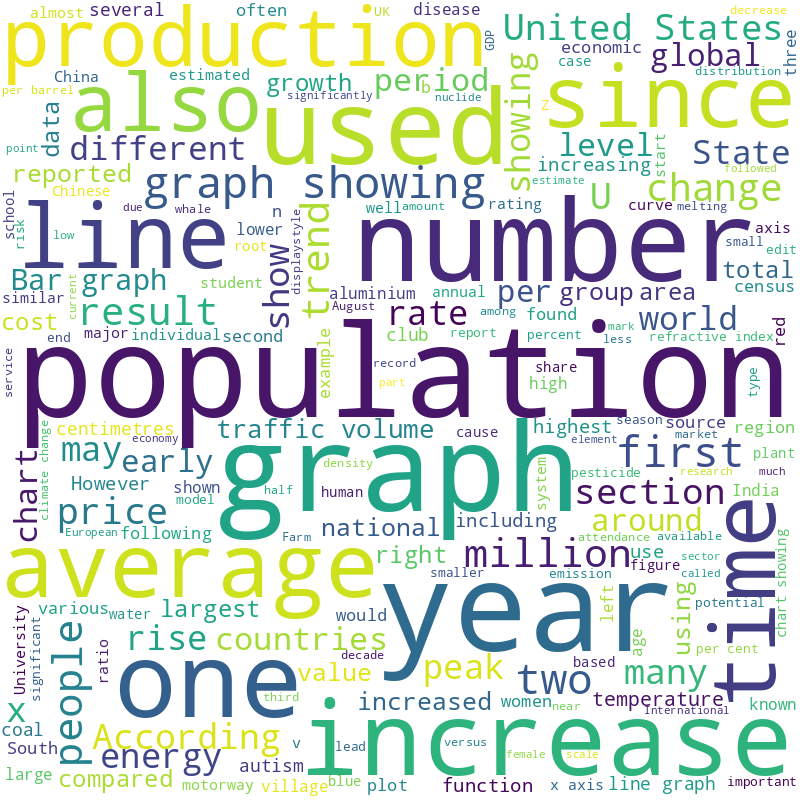 almost
several
often
UK
disease
decrease
production
GDP
United States
three
China
estimated
economic
global
case
per barrel
growth
period
distribution
also
used
since
significantly
b
nuclide
Z
showing
data
point
different
level
start
State
increasing
followed
reported
Chinese
graph showing
estimate
U
change
school
risk
due
whale
n
displaystyle
trend
well
amount
rating
curve
melting
line
number
low
lower
root
show
axis
small
edit
Bar graph
student
total
census
similar
current
aluminium
annual
per
group
area
cost
result
August
rate
among
found
world
red
end
major
individual
second
example
club
report
percent
mark
less
refractive index
service
population
record
share
high
type
part
centimetres
traffic volume
highest
season
source
region
climate change
economy
cause
first
element
market
may
early
graph
plant
chart
However
shown
density
system
pesticide
research
much
model
half
human
section
India
price
European
following
Farm
national
including
around
attendance
available
time
average
right
million
use
sector
smaller
emission
figure
called
chart showing
year
University
various
water
largest
would
left
using
potential
significant
people
ratio
rise
countries
decade
value
peak
based
age
per cent
one
two
many
x
third
increased
women
near
temperature
International
known
coal
According
increase
South
energy
autism
v
lead
versus
female
scale
large
compared
motorway
village
blue
plot
function
x axis
line graph
important